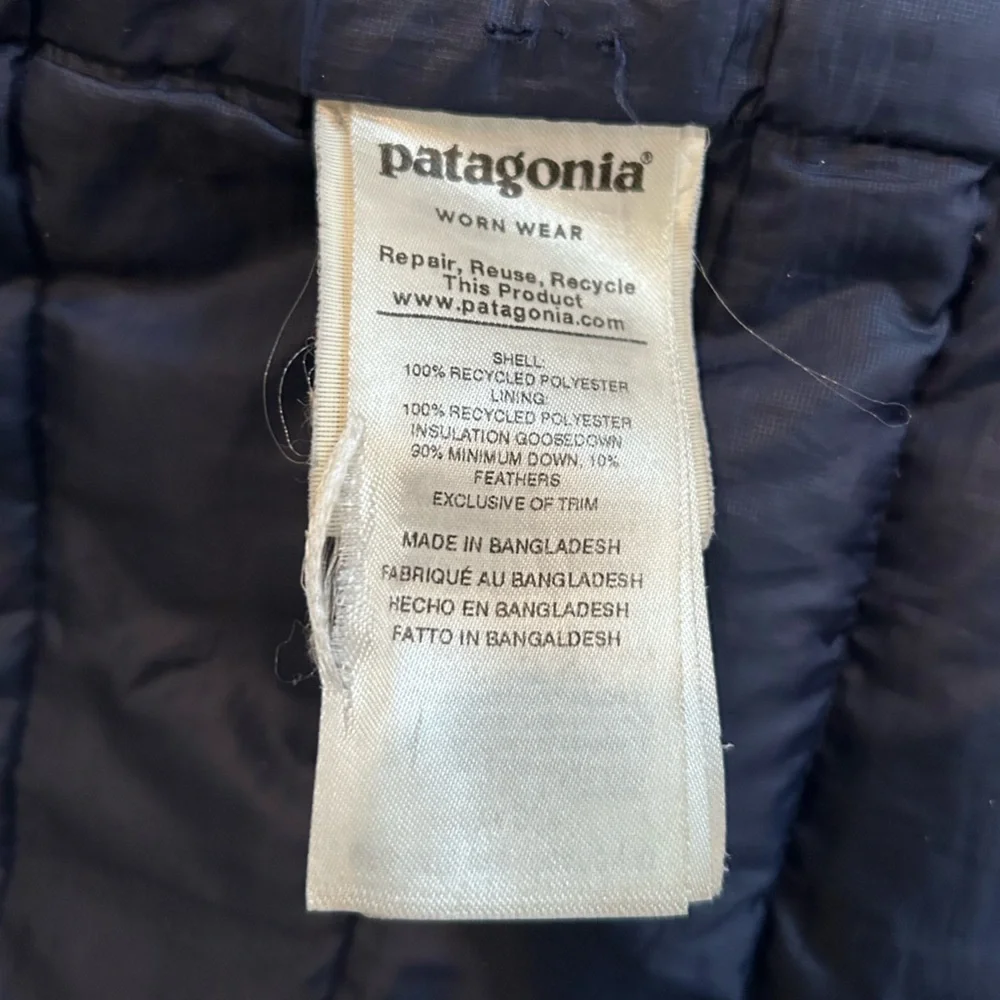 patagonia®
WORN WEAR
Repair, Reuse, Recycle
This Product
www.patagonia.com
SHELL:
100% RECYCLED POLYESTER
LINING:
100% RECYCLED POLYESTER
INSULATION GOOSEDOWN
90% MINIMUM DOWN, 10%
FEATHERS
EXCLUSIVE OF TRIM
MADE IN BANGLADESH
FABRIQUÉ AU BANGLADESH
HECHO EN BANGLADESH
FATTO IN BANGALDESH